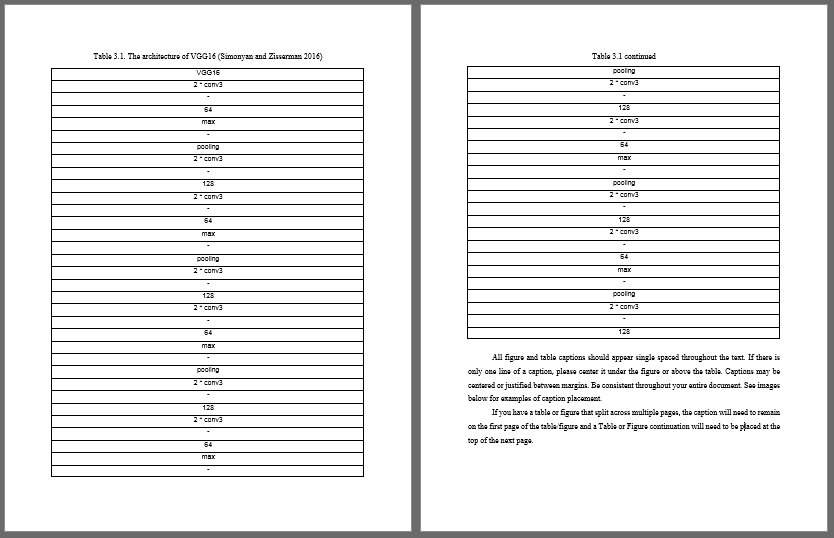 Table 3.1. The architecture of VGG16 (Simonyan and Zisserman 2016)
VGG16
2 * conv3
-
64
max
-
pooling
2 * conv3
-
128
2 * conv3
-
64
max
-
pooling
2 * conv3
-
128
2 * conv3
-
64
max
-
pooling
2 * conv3
-
128
2 * conv3
-
64
max
-
Table 3.1 continued
pooling
2 * conv3
-
128
2 * conv3
-
64
max
-
pooling
2 * conv3
-
128
2 * conv3
-
64
max
-
pooling
2 * conv3
-
128
All figure and table captions should appear single spaced throughout the text. If there is
only one line of a caption, please center it under the figure or above the table. Captions may be
centered or justified between margins. Be consistent throughout your entire document. See images
below for examples of caption placement.
If you have a table or figure that split across multiple pages, the caption will need to remain
on the first page of the table/figure and a Table or Figure continuation will need to be placed at the
top of the next page.